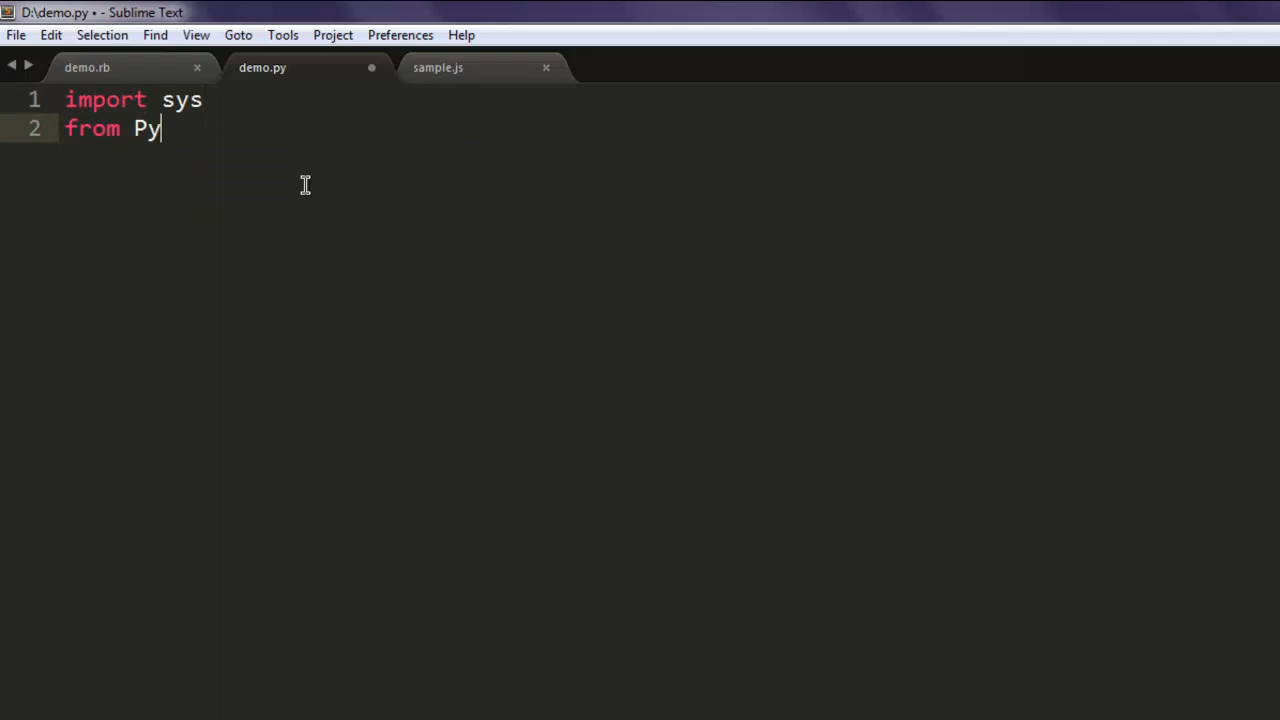 D:\demo.py • - Sublime Text
File Edit Selection Find View Goto Tools Project Preferences Help
demo.rb demo.py sample.js
1 import sys
2 from Py